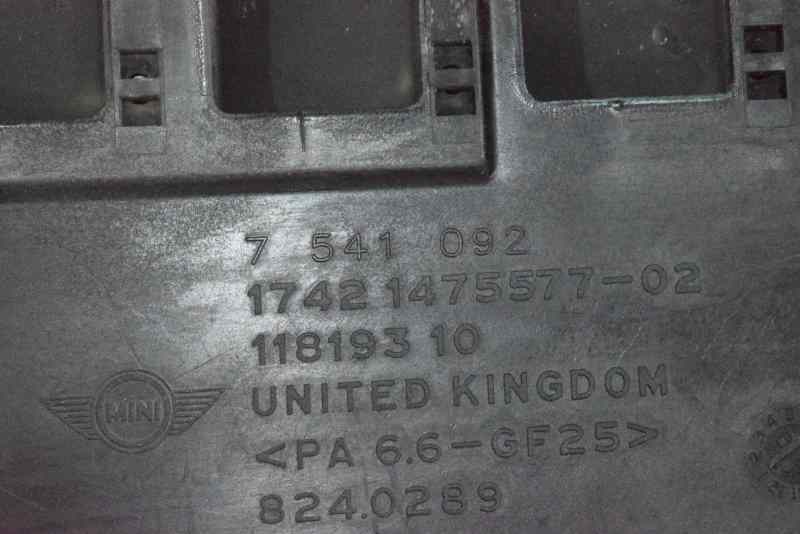 7 541 092
1742 1475577-02
118193 10
UNITED KINGDOM
MINI
<PA 6.6-GF25>
824.0289